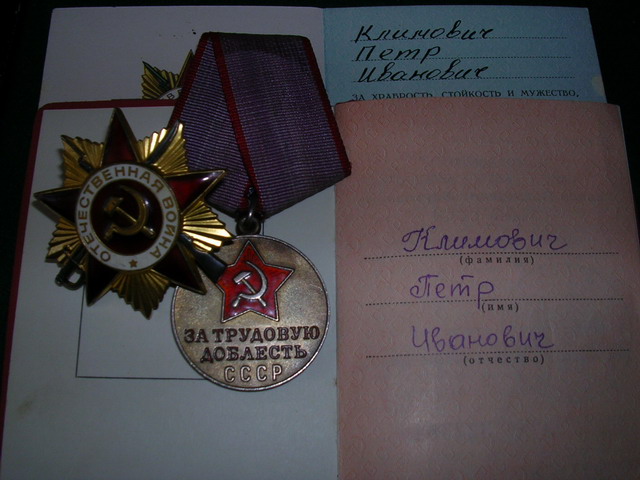 Климович
Петр
Иванович
ЗА ХРАБРОСТЬ, СТОЙКОСТЬ И МУЖЕСТВО,
ОТЕЧЕСТВЕННАЯ ВОЙНА
ЗА ТРУДОВУЮ
ДОБЛЕСТЬ
СССР
Климович
(фамилия)
Петр
(имя)
Иванович
(отчество)